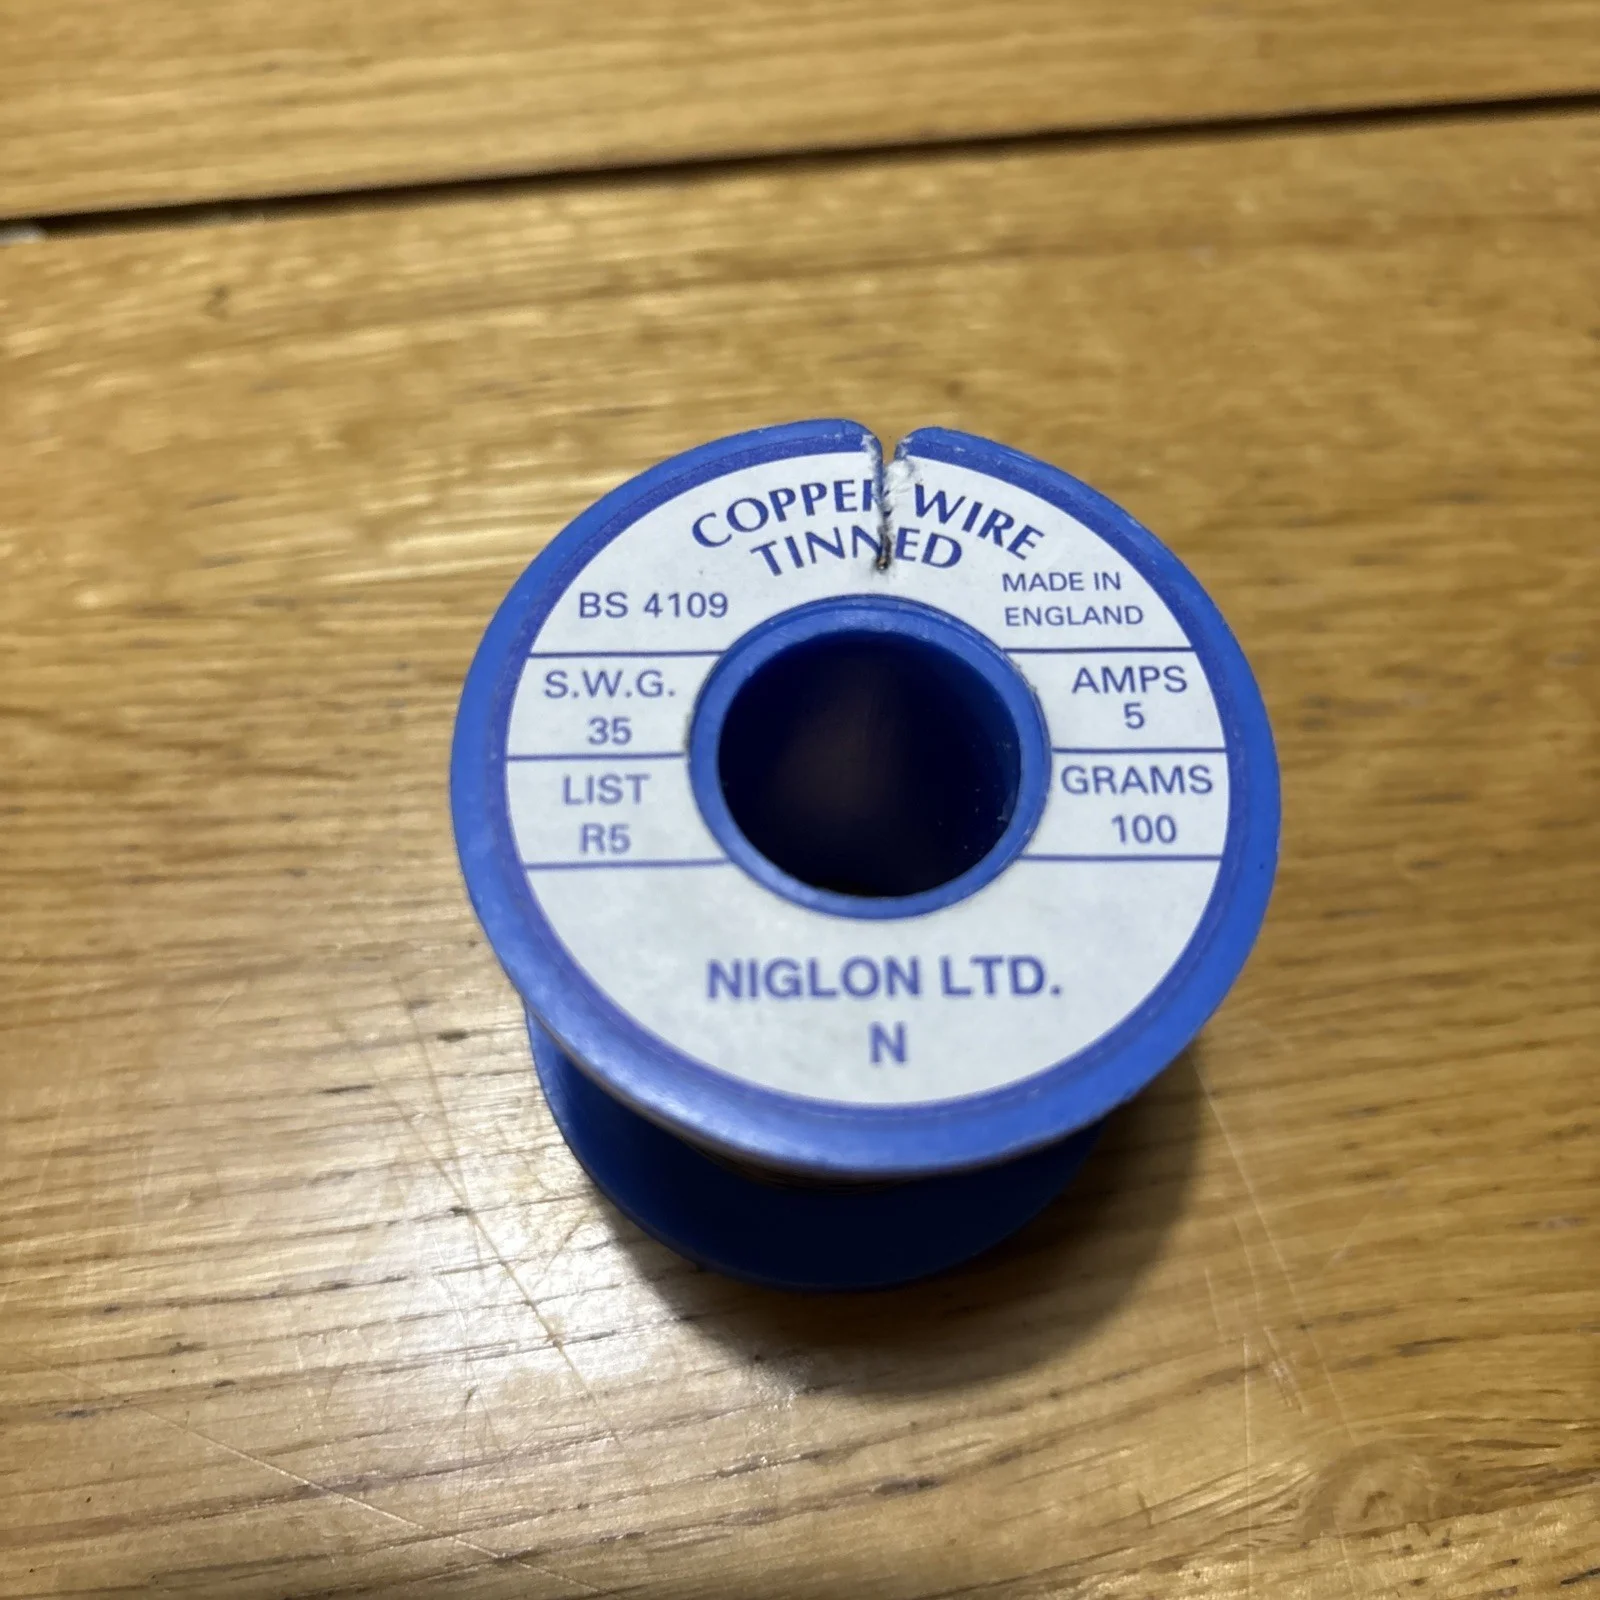 COPPER WIRE
TINNED
BS 4109
MADE IN
ENGLAND
S.W.G.
35
AMPS
5
LIST
R5
GRAMS
100
NIGLON LTD.
N